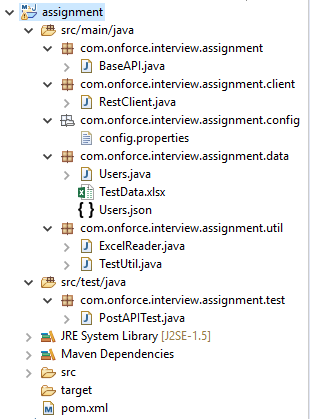 assignment
src/main/java
com.onforce.interview.assignment
BaseAPI.java
com.onforce.interview.assignment.client
RestClient.java
com.onforce.interview.assignment.config
config.properties
com.onforce.interview.assignment.data
Users.java
TestData.xlsx
Users.json
com.onforce.interview.assignment.util
ExcelReader.java
TestUtil.java
src/test/java
com.onforce.interview.assignment.test
PostAPITest.java
JRE System Library [J2SE-1.5]
Maven Dependencies
src
target
pom.xml